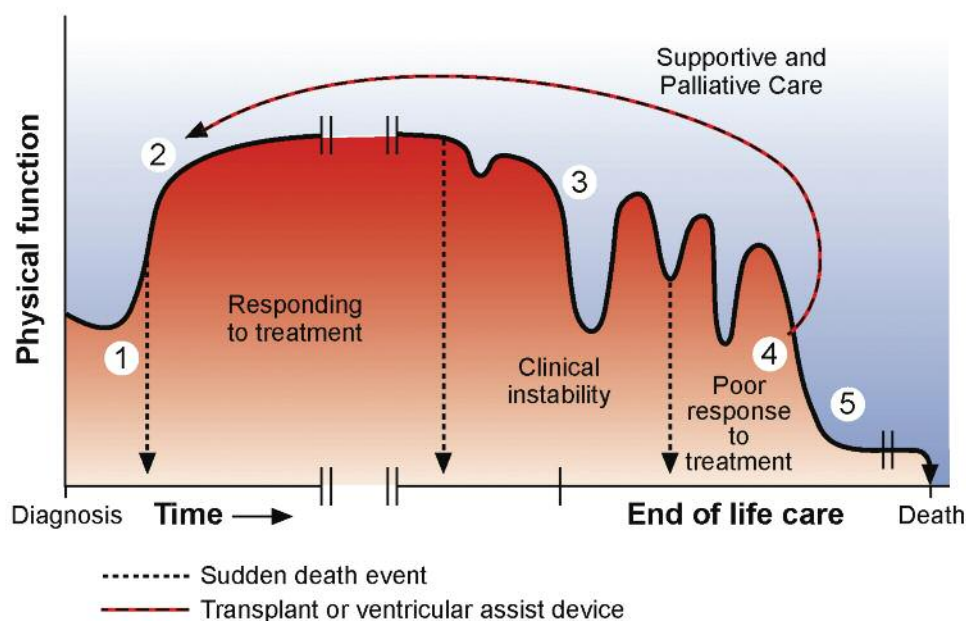 Supportive and
Palliative Care
Physical function
2
3
Responding
to treatment
1
Clinical
instability
4
Poor
response
to
treatment
5
Diagnosis
Time
End of life care
Death
Sudden death event
Transplant or ventricular assist device